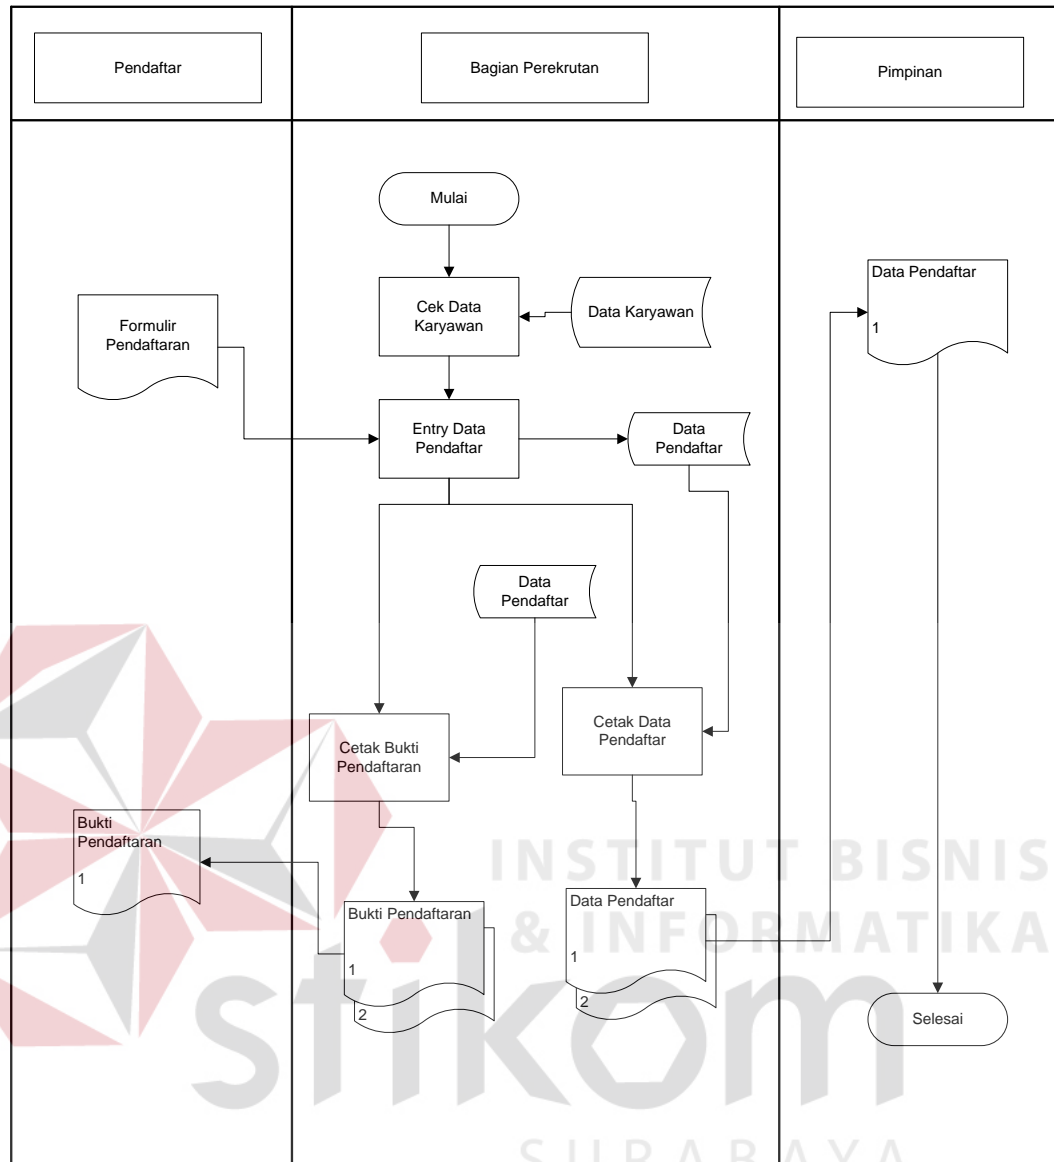 Pendaftar
Bagian Perekrutan
Pimpinan
Mulai
Data Pendaftar
1
Cek Data
Karyawan
Data Karyawan
Formulir
Pendaftaran
Entry Data
Pendaftar
Data
Pendaftar
Data
Pendaftar
Cetak Data
Pendaftar
Cetak Bukti
Pendaftaran
Bukti
Pendaftaran
1
Bukti Pendaftaran
1
2
Data Pendaftar
1
2
Selesai
INSTITUT BISNIS
& INFORMATIKA
stikom
SURABAYA